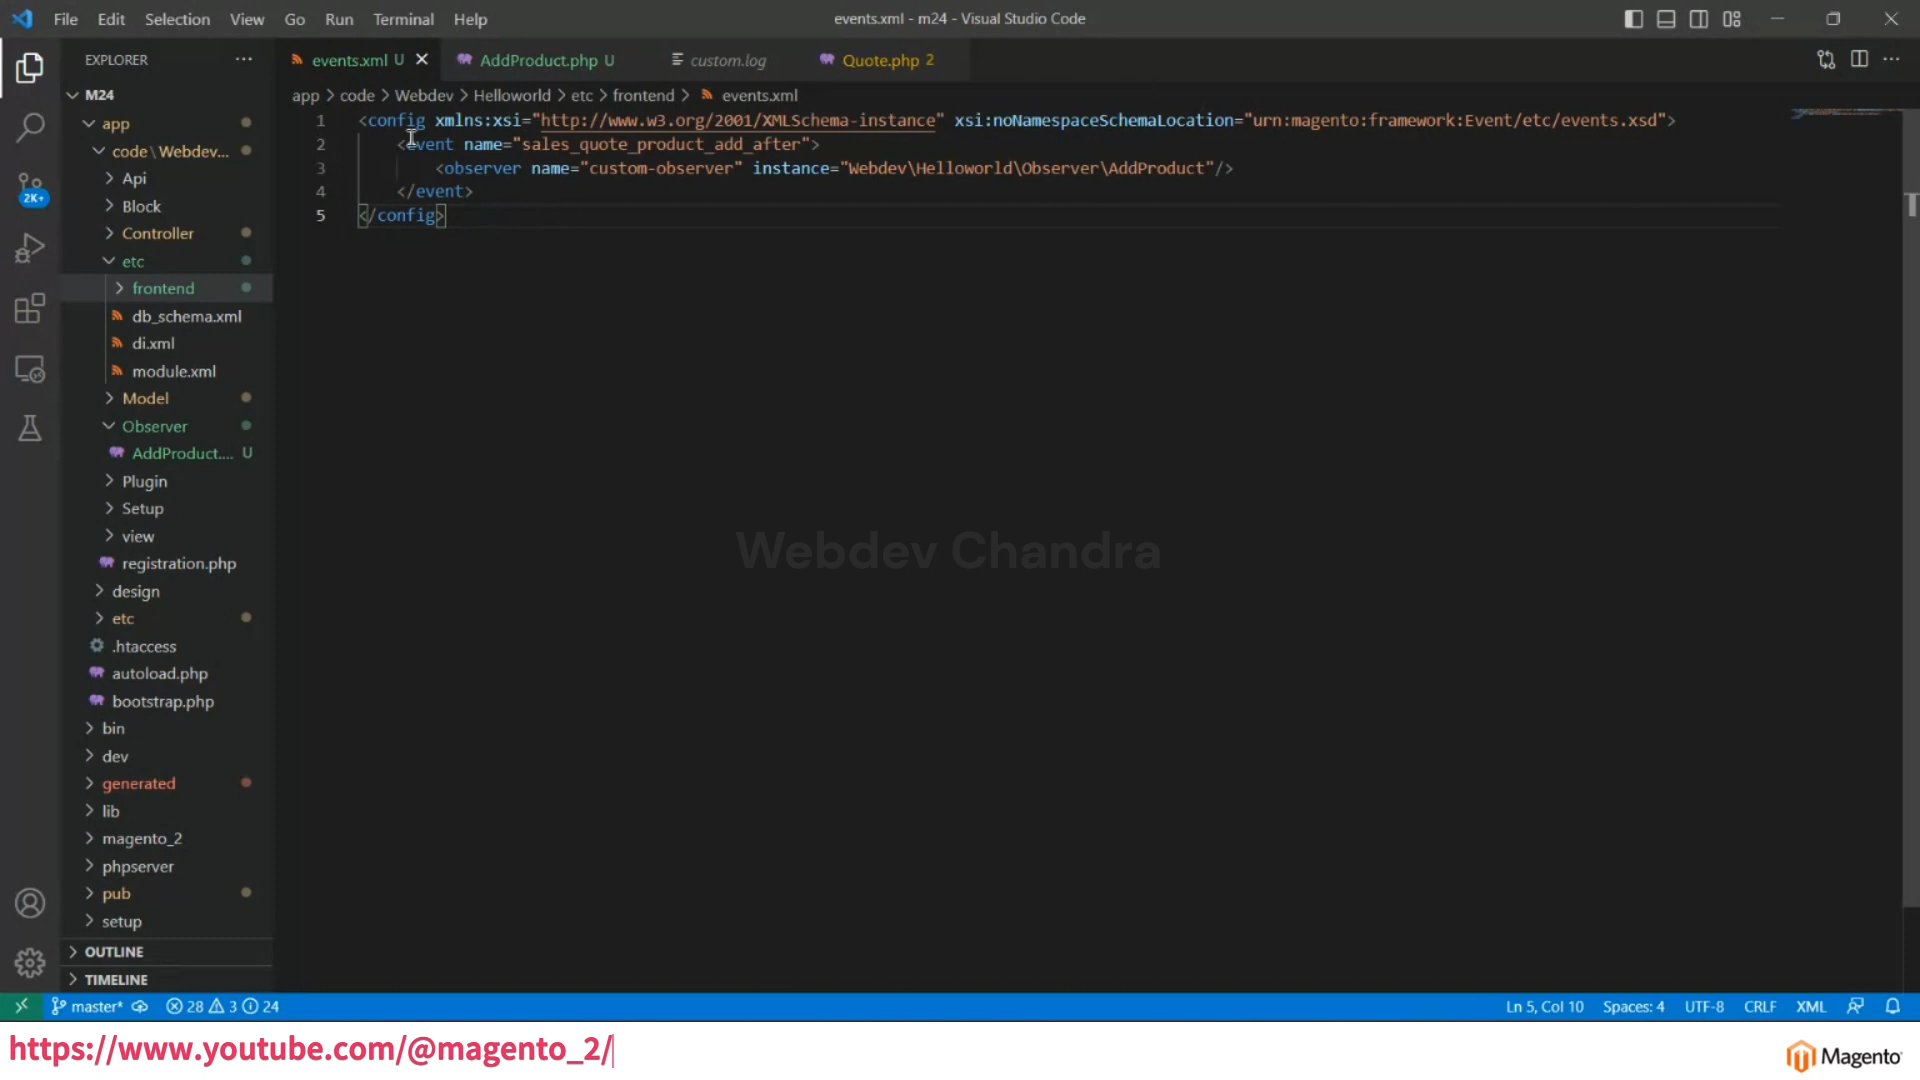 File Edit Selection View Go Run Terminal Help
events.xml - m24 - Visual Studio Code
EXPLORER
events.xml U
AddProduct.php U
custom.log
Quote.php 2
M24
app > code > Webdev > Helloworld > etc > frontend > events.xml
app
code\Webdev...
Api
Block
Controller
etc
frontend
db_schema.xml
di.xml
module.xml
Model
Observer
AddProduct.... U
Plugin
Setup
view
registration.php
design
etc
.htaccess
autoload.php
bootstrap.php
bin
dev
generated
lib
magento_2
phpserver
pub
setup
OUTLINE
TIMELINE
2K+
1 <config xmlns:xsi="http://www.w3.org/2001/XMLSchema-instance" xsi:noNamespaceSchemaLocation="urn:magento:framework:Event/etc/events.xsd">
2 <event name="sales_quote_product_add_after">
3 <observer name="custom-observer" instance="Webdev\Helloworld\Observer\AddProduct"/>
4 </event>
5 </config>
Webdev Chandra
master* 28 3 24
Ln 5, Col 10 Spaces: 4 UTF-8 CRLF XML
https://www.youtube.com/@magento_2/
Magento